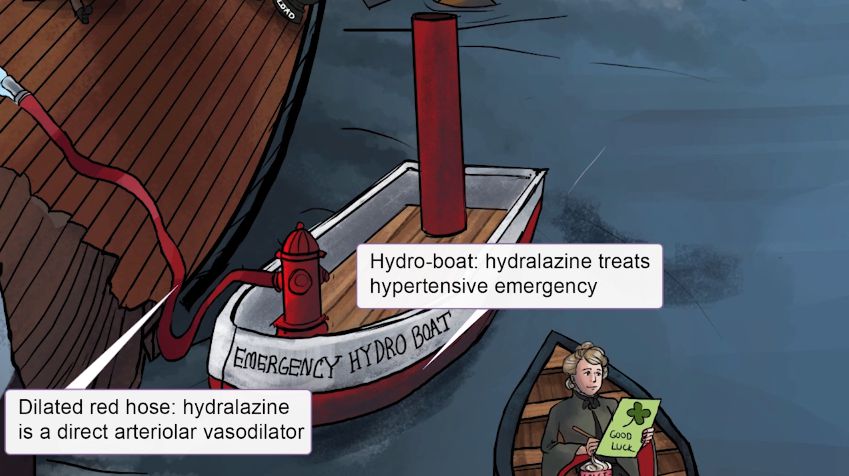 LOAD
Hydro-boat: hydralazine treats
hypertensive emergency
EMERGENCY HYDRO BOAT
Dilated red hose: hydralazine
is a direct arteriolar vasodilator
GOOD
LUCK